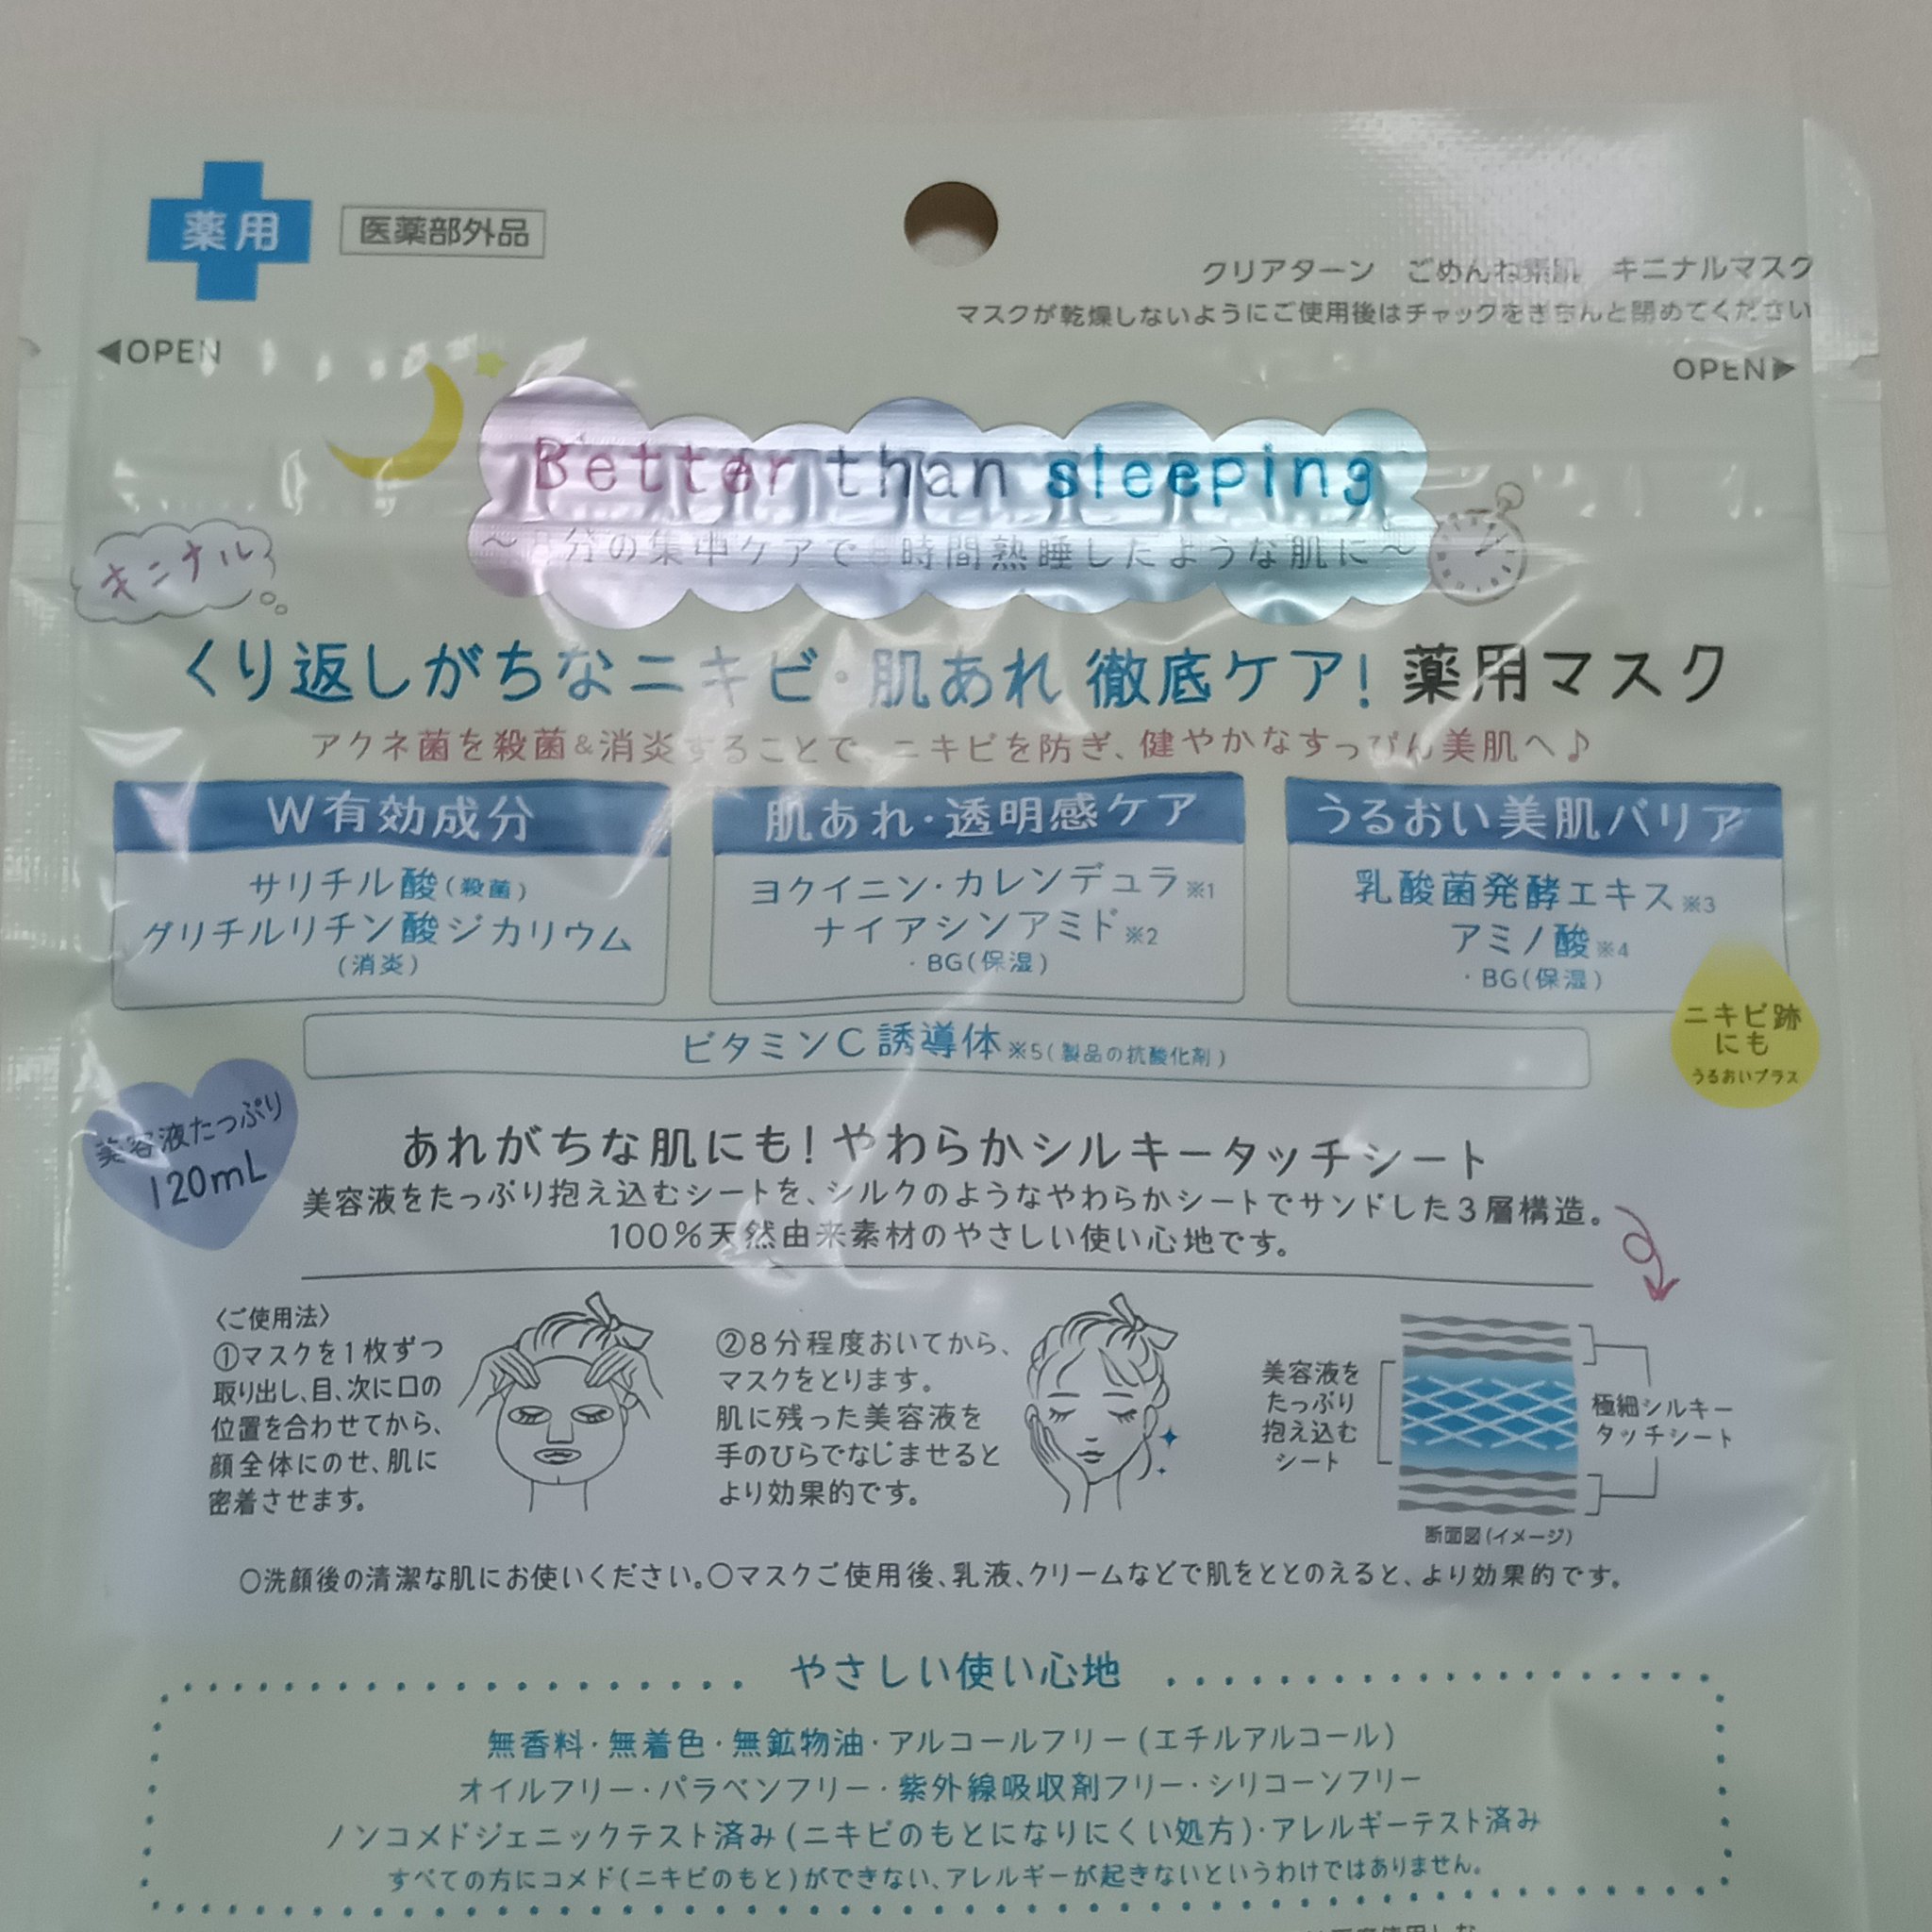 薬用
医薬部外品
クリアターン ごめんね素肌 キニナルマスク
マスクが乾燥しないようにご使用後はチャックをきちんと閉めてください
◀OPEN
OPEN▶
Better than sleeping
〜8分の集中ケアで8時間熟睡したような肌に〜
キニナル
くり返しがちなニキビ・肌あれ 徹底ケア! 薬用マスク
アクネ菌を殺菌&消炎することで、ニキビを防ぎ、健やかなすっぴん美肌へ♪
W有効成分
サリチル酸(殺菌)
グリチルリチン酸ジカリウム
(消炎)
肌あれ・透明感ケア
ヨクイニン・カレンデュラ※1
ナイアシンアミド※2
・BG(保湿)
うるおい美肌バリア
乳酸菌発酵エキス※3
アミノ酸※4
・BG(保湿)
ニキビ跡
にも
うるおいプラス
ビタミンC誘導体※5(製品の抗酸化剤)
美容液たっぷり
120mL
あれがちな肌にも!やわらかシルキータッチシート
美容液をたっぷり抱え込むシートを、シルクのようなやわらかシートでサンドした3層構造。
100%天然由来素材のやさしい使い心地です。
〈ご使用法〉
①マスクを1枚ずつ
取り出し、目、次に口の
位置を合わせてから、
顔全体にのせ、肌に
密着させます。
②8分程度おいてから、
マスクをとります。
肌に残った美容液を
手のひらでなじませると
より効果的です。
美容液を
たっぷり
抱え込む
シート
極細シルキー
タッチシート
断面図(イメージ)
○洗顔後の清潔な肌にお使いください。○マスクご使用後、乳液、クリームなどで肌をととのえると、より効果的です。
やさしい使い心地
無香料・無着色・無鉱物油・アルコールフリー(エチルアルコール)
オイルフリー・パラベンフリー・紫外線吸収剤フリー・シリコーンフリー
ノンコメドジェニックテスト済み(ニキビのもとになりにくい処方)・アレルギーテスト済み
すべての方にコメド(ニキビのもと)ができない、アレルギーが起きないというわけではありません。